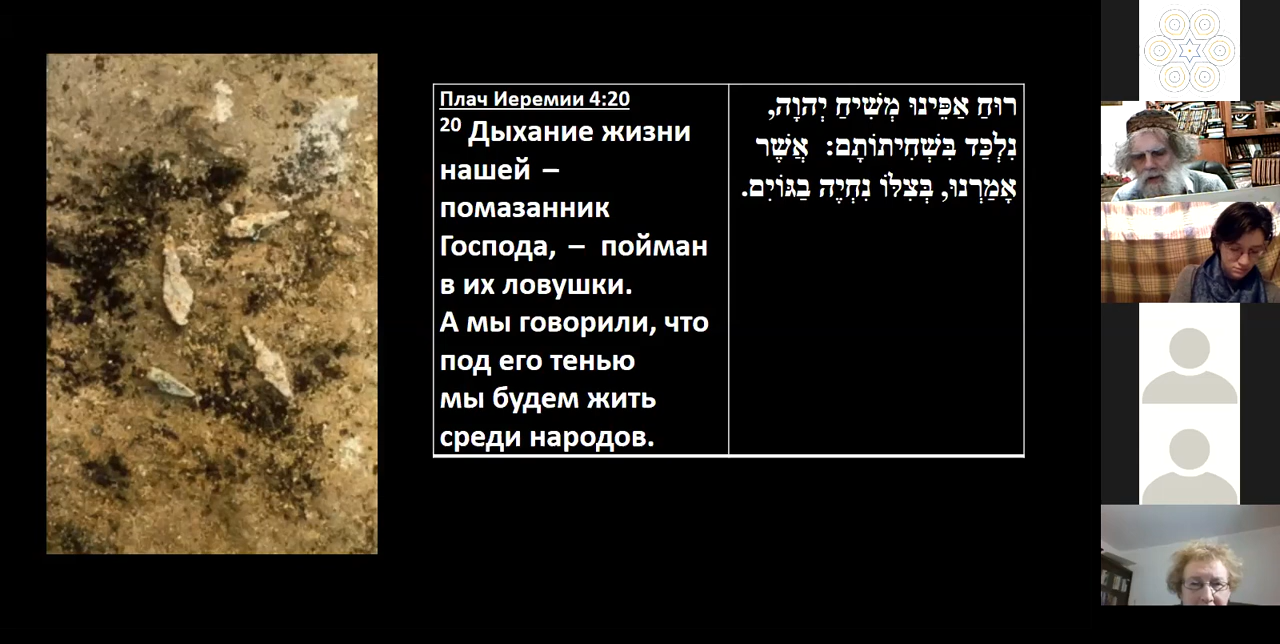 Плач Иеремии 4:20
20 Дыхание жизни
нашей –
помазанник
Господа, – пойман
в их ловушки.
А мы говорили, что
под его тенью
мы будем жить
среди народов.
רוּחַ אַפֵּינוּ מְשִׁיחַ יְהוָה,
נִלְכַּד בִּשְׁחִיתוֹתָם: אֲשֶׁר
אָמַרְנוּ, בְּצִלּוֹ נִחְיֶה בַגּוֹיִם.